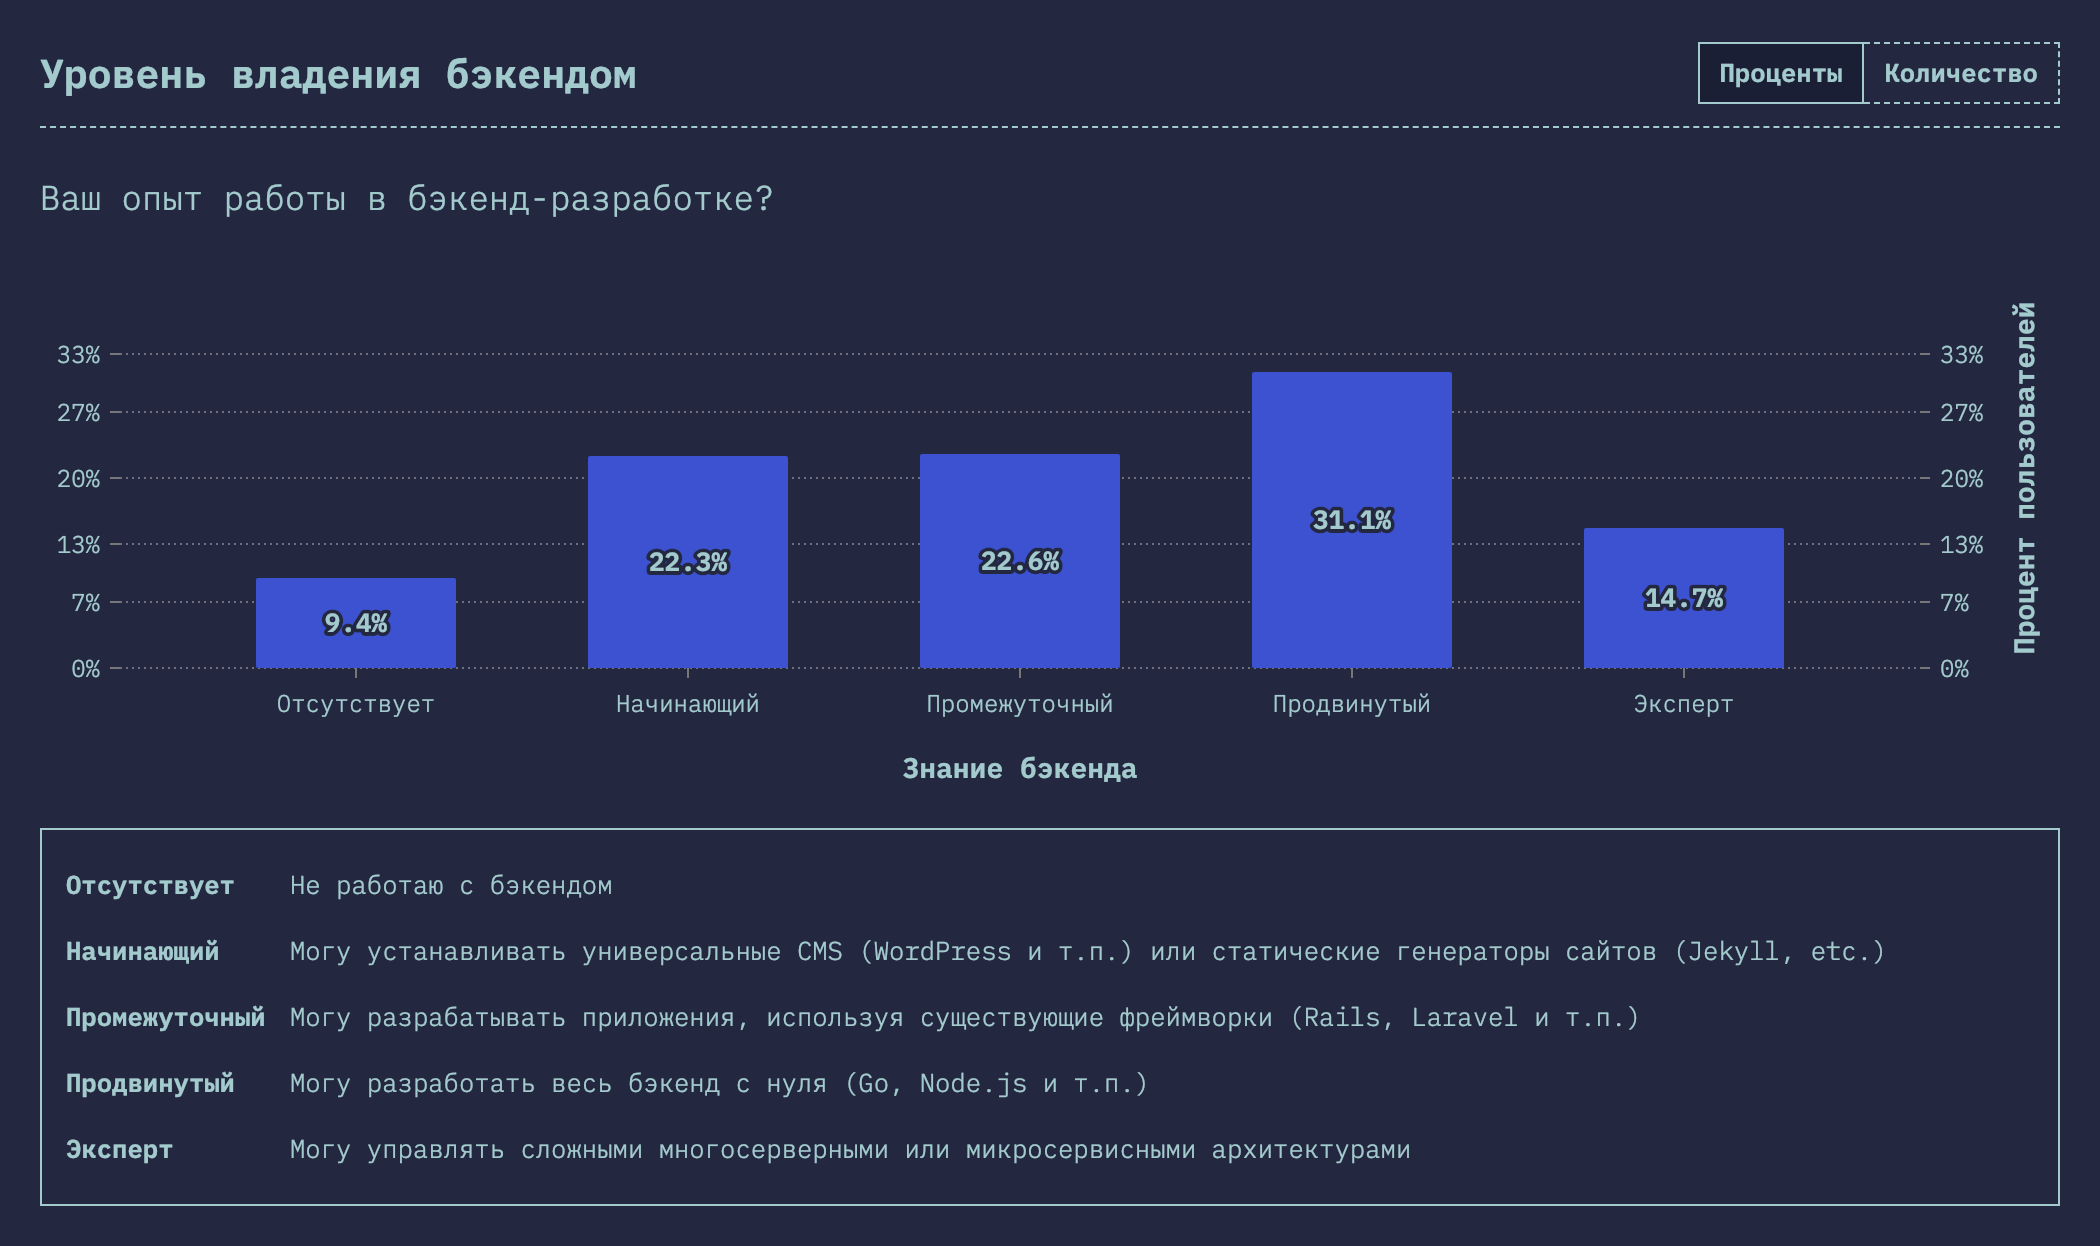 Уровень владения бэкендом
Проценты
Количество
Ваш опыт работы в бэкенд-разработке?
33%
27%
20%
13%
7%
0%
9.4%
22.3%
22.6%
31.1%
14.7%
33%
27%
20%
13%
7%
0%
Процент пользователей
Отсутствует
Начинающий
Промежуточный
Продвинутый
Эксперт
Знание бэкенда
Отсутствует Не работаю с бэкендом
Начинающий Могу устанавливать универсальные CMS (WordPress и т.п.) или статические генераторы сайтов (Jekyll, etc.)
Промежуточный Могу разрабатывать приложения, используя существующие фреймворки (Rails, Laravel и т.п.)
Продвинутый Могу разработать весь бэкенд с нуля (Go, Node.js и т.п.)
Эксперт Могу управлять сложными многосерверными или микросервисными архитектурами